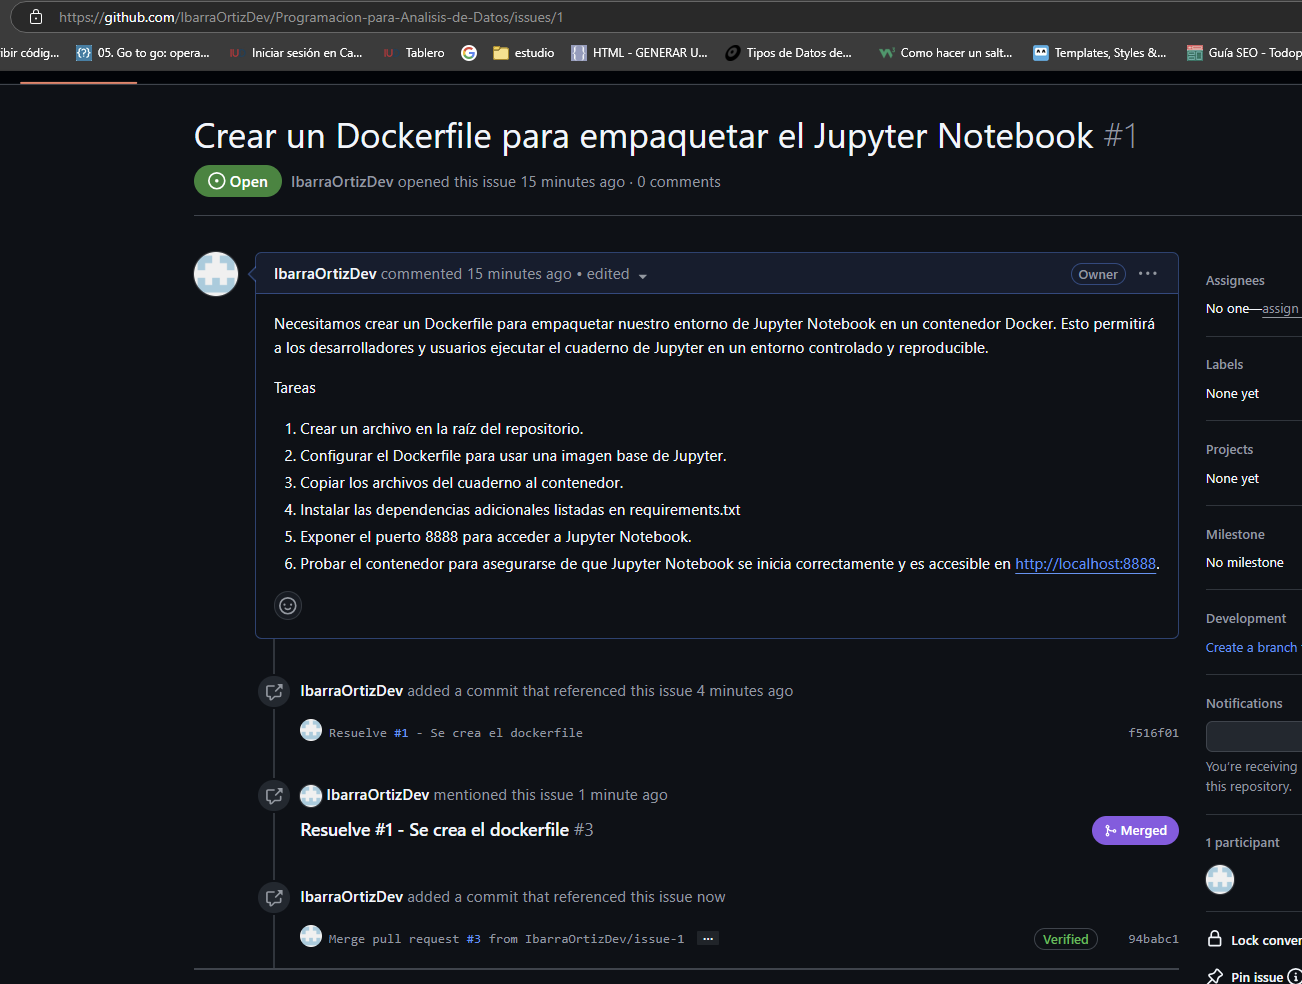 https://github.com/IbarraOrtizDev/Programacion-para-Analisis-de-Datos/issues/1
ibir códig...
05. Go to go: opera...
Iniciar sesión en Ca...
Tablero
estudio
HTML - GENERAR U...
Tipos de Datos de...
Como hacer un salt...
Templates, Styles &...
Guía SEO - Todop
Crear un Dockerfile para empaquetar el Jupyter Notebook #1
Open
IbarraOrtizDev opened this issue 15 minutes ago · 0 comments
IbarraOrtizDev commented 15 minutes ago • edited
Owner
Necesitamos crear un Dockerfile para empaquetar nuestro entorno de Jupyter Notebook en un contenedor Docker. Esto permitirá
a los desarrolladores y usuarios ejecutar el cuaderno de Jupyter en un entorno controlado y reproducible.
Tareas
1. Crear un archivo en la raíz del repositorio.
2. Configurar el Dockerfile para usar una imagen base de Jupyter.
3. Copiar los archivos del cuaderno al contenedor.
4. Instalar las dependencias adicionales listadas en requirements.txt
5. Exponer el puerto 8888 para acceder a Jupyter Notebook.
6. Probar el contenedor para asegurarse de que Jupyter Notebook se inicia correctamente y es accesible en http://localhost:8888.
IbarraOrtizDev added a commit that referenced this issue 4 minutes ago
Resuelve #1 - Se crea el dockerfile
f516f01
IbarraOrtizDev mentioned this issue 1 minute ago
Resuelve #1 - Se crea el dockerfile #3
Merged
IbarraOrtizDev added a commit that referenced this issue now
Merge pull request #3 from IbarraOrtizDev/issue-1 ...
Verified
94babc1
Assignees
No one—assign
Labels
None yet
Projects
None yet
Milestone
No milestone
Development
Create a branch
Notifications
You're receiving
this repository.
1 participant
Lock conver
Pin issue